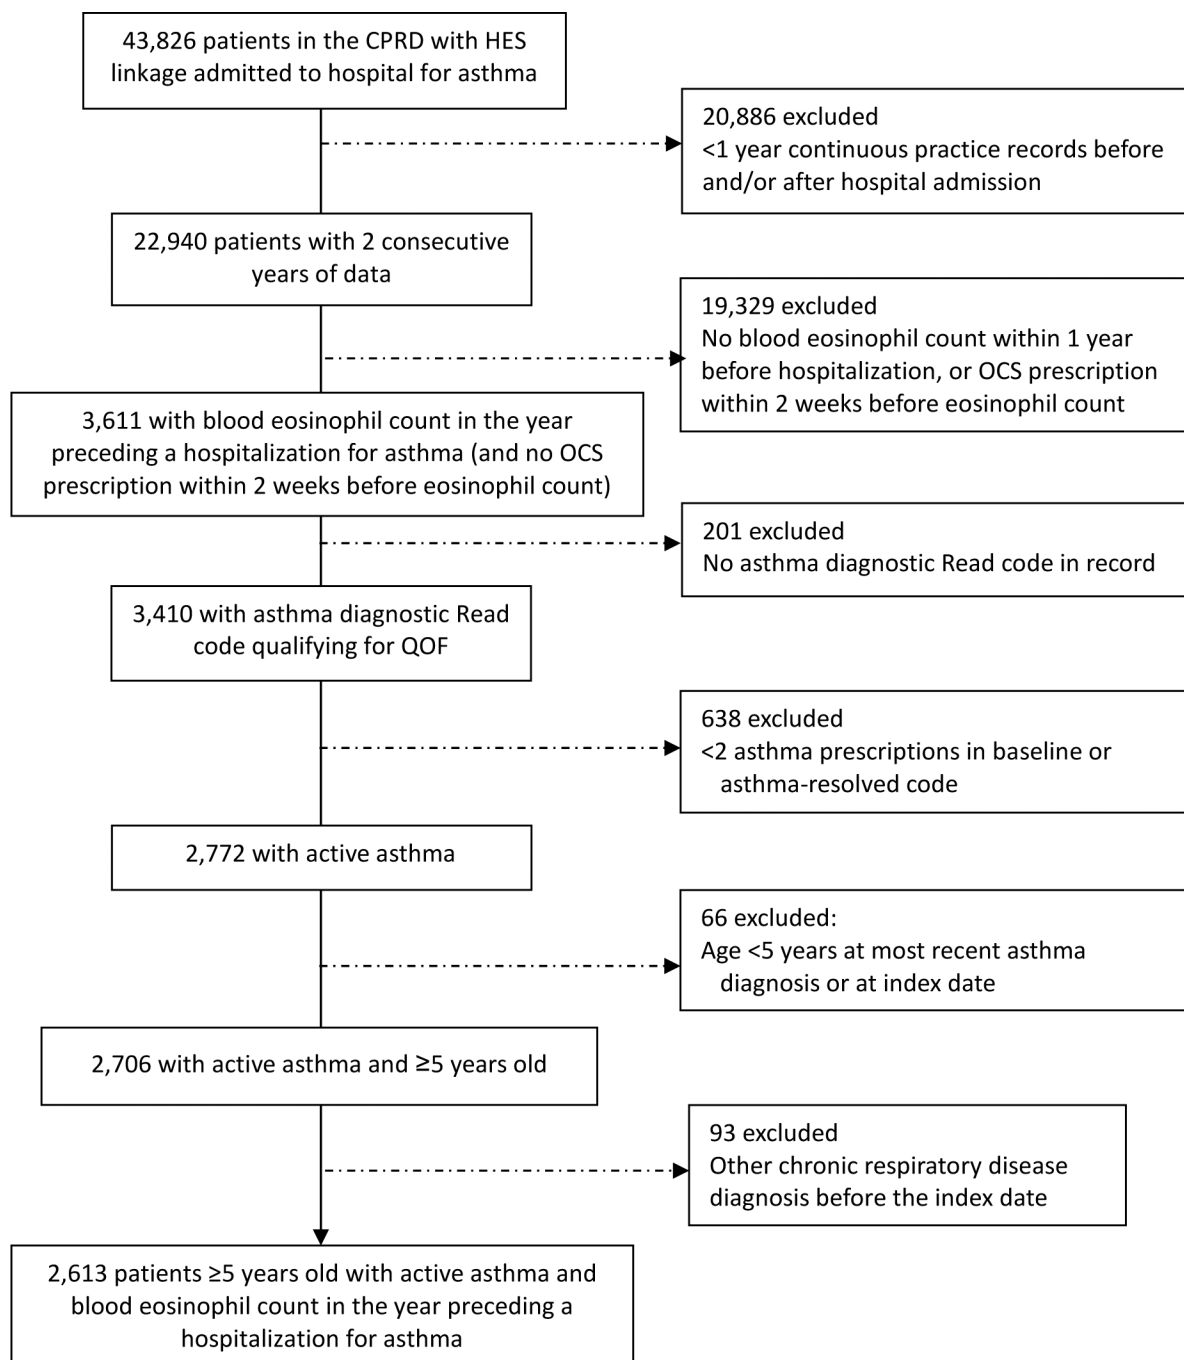 43,826 patients in the CPRD with HES
linkage admitted to hospital for asthma
20,886 excluded
<1 year continuous practice records before
and/or after hospital admission
22,940 patients with 2 consecutive
years of data
19,329 excluded
No blood eosinophil count within 1 year
before hospitalization, or OCS prescription
within 2 weeks before eosinophil count
3,611 with blood eosinophil count in the year
preceding a hospitalization for asthma (and no OCS
prescription within 2 weeks before eosinophil count)
201 excluded
No asthma diagnostic Read code in record
3,410 with asthma diagnostic Read
code qualifying for QOF
638 excluded
<2 asthma prescriptions in baseline or
asthma-resolved code
2,772 with active asthma
66 excluded:
Age <5 years at most recent asthma
diagnosis or at index date
2,706 with active asthma and ≥5 years old
93 excluded
Other chronic respiratory disease
diagnosis before the index date
2,613 patients ≥5 years old with active asthma and
blood eosinophil count in the year preceding a
hospitalization for asthma